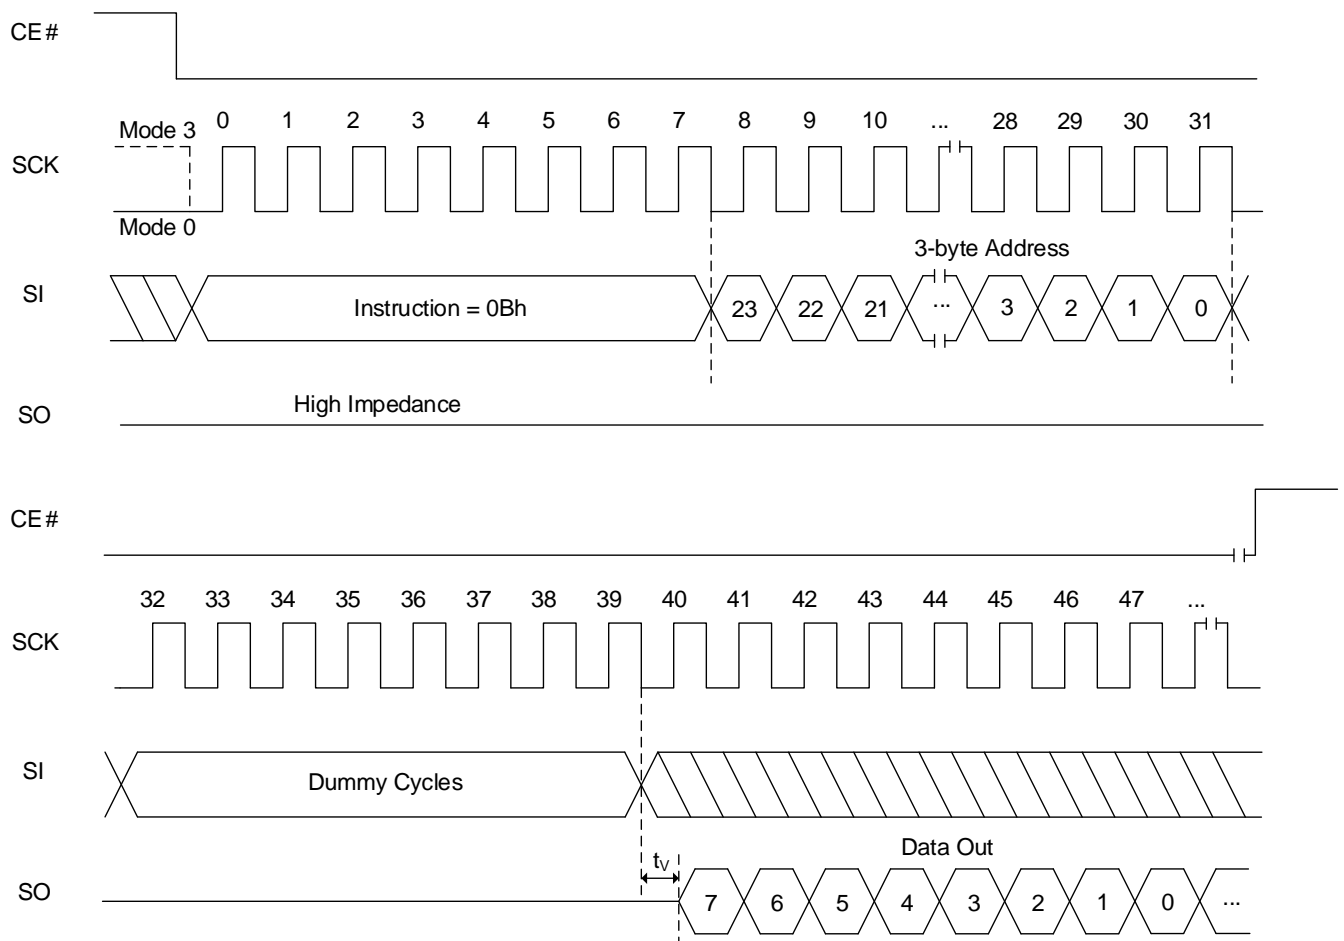 CE#
Mode 3
0 1 2 3 4 5 6 7 8 9 10 ... 28 29 30 31
SCK
Mode 0
3-byte Address
SI
Instruction = 0Bh
23 22 21 ... 3 2 1 0
SO
High Impedance
CE#
32 33 34 35 36 37 38 39 40 41 42 43 44 45 46 47 ...
SCK
SI
Dummy Cycles
Data Out
tV
SO
7 6 5 4 3 2 1 0 ...